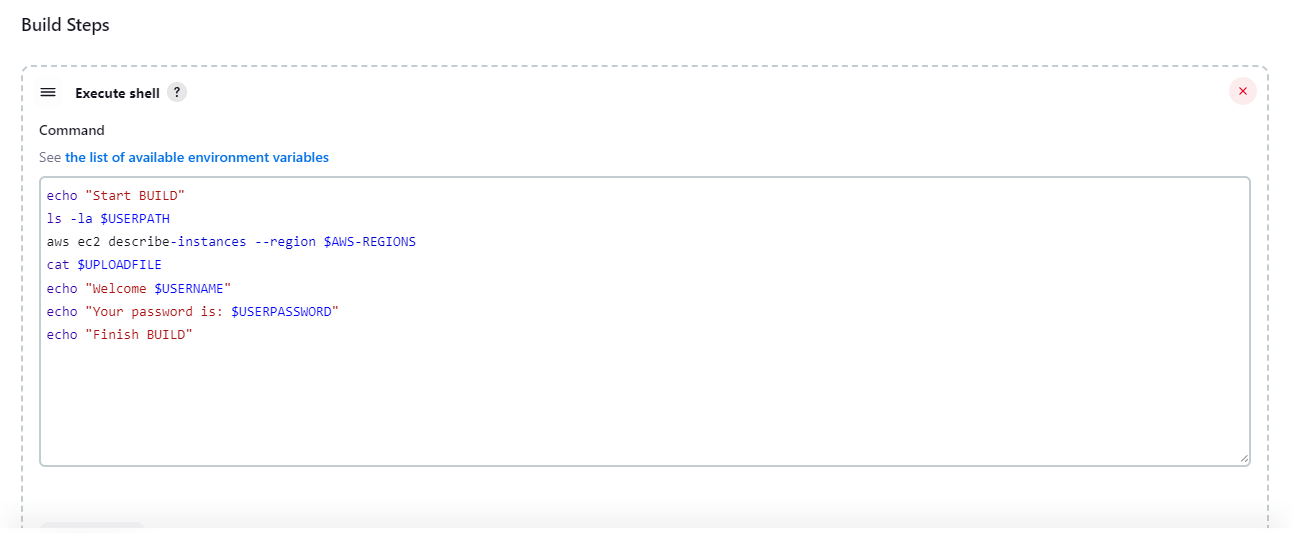 Build Steps
Execute shell ?
Command
See the list of available environment variables
echo "Start BUILD"
ls -la $USERPATH
aws ec2 describe-instances --region $AWS-REGIONS
cat $UPLOADFILE
echo "Welcome $USERNAME"
echo "Your password is: $USERPASSWORD"
echo "Finish BUILD"